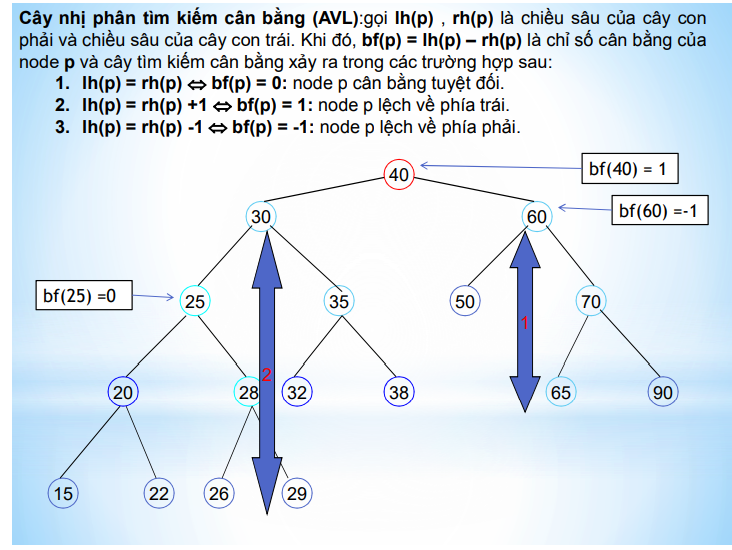 Cây nhị phân tìm kiếm cân bằng (AVL):gọi lh(p) , rh(p) là chiều sâu của cây con
phải và chiều sâu của cây con trái. Khi đó, bf(p) = lh(p) – rh(p) là chỉ số cân bằng của
node p và cây tìm kiếm cân bằng xảy ra trong các trường hợp sau:
1. lh(p) = rh(p) ⇔ bf(p) = 0: node p cân bằng tuyệt đối.
2. lh(p) = rh(p) +1 ⇔ bf(p) = 1: node p lệch về phía trái.
3. lh(p) = rh(p) -1 ⇔ bf(p) = -1: node p lệch về phía phải.
40
bf(40) = 1
30
60
bf(60) =-1
bf(25) =0
25
35
50
70
1
2
20
28
32
38
65
90
15
22
26
29